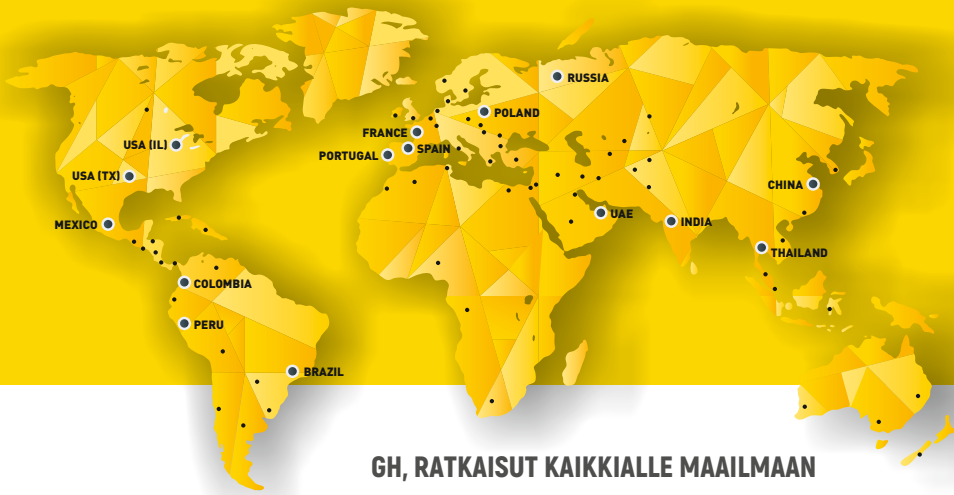 RUSSIA
POLAND
FRANCE
USA (IL)
SPAIN
PORTUGAL
USA (TX)
CHINA
UAE
MEXICO
INDIA
THAILAND
COLOMBIA
PERU
BRAZIL
GH, RATKAISUT KAIKKIALLE MAAILMAAN